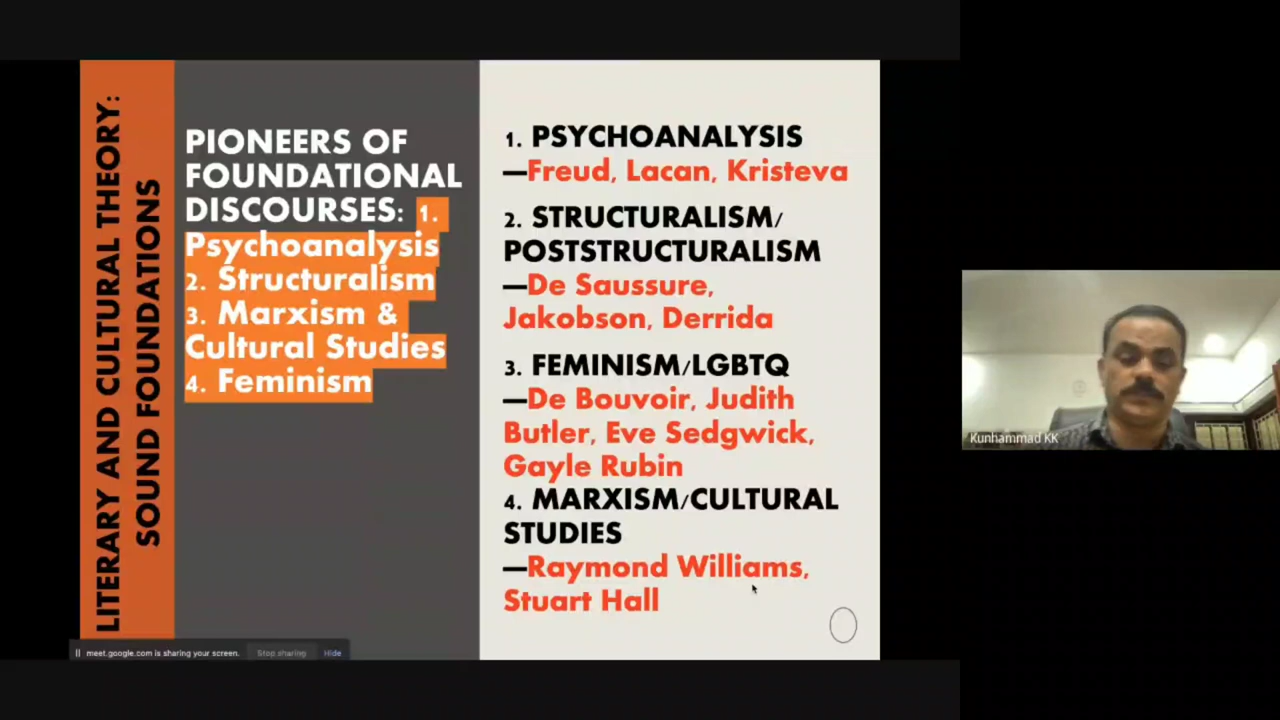 LITERARY AND CULTURAL THEORY:
SOUND FOUNDATIONS
PIONEERS OF
FOUNDATIONAL
DISCOURSES: 1.
Psychoanalysis
2. Structuralism
3. Marxism &
Cultural Studies
4. Feminism
1. PSYCHOANALYSIS
—Freud, Lacan, Kristeva
2. STRUCTURALISM/
POSTSTRUCTURALISM
—De Saussure,
Jakobson, Derrida
3. FEMINISM/LGBTQ
—De Bouvoir, Judith
Butler, Eve Sedgwick,
Gayle Rubin
4. MARXISM/CULTURAL
STUDIES
—Raymond Williams,
Stuart Hall
meet.google.com is sharing your screen. Stop sharing Hide
Kunhammad KK